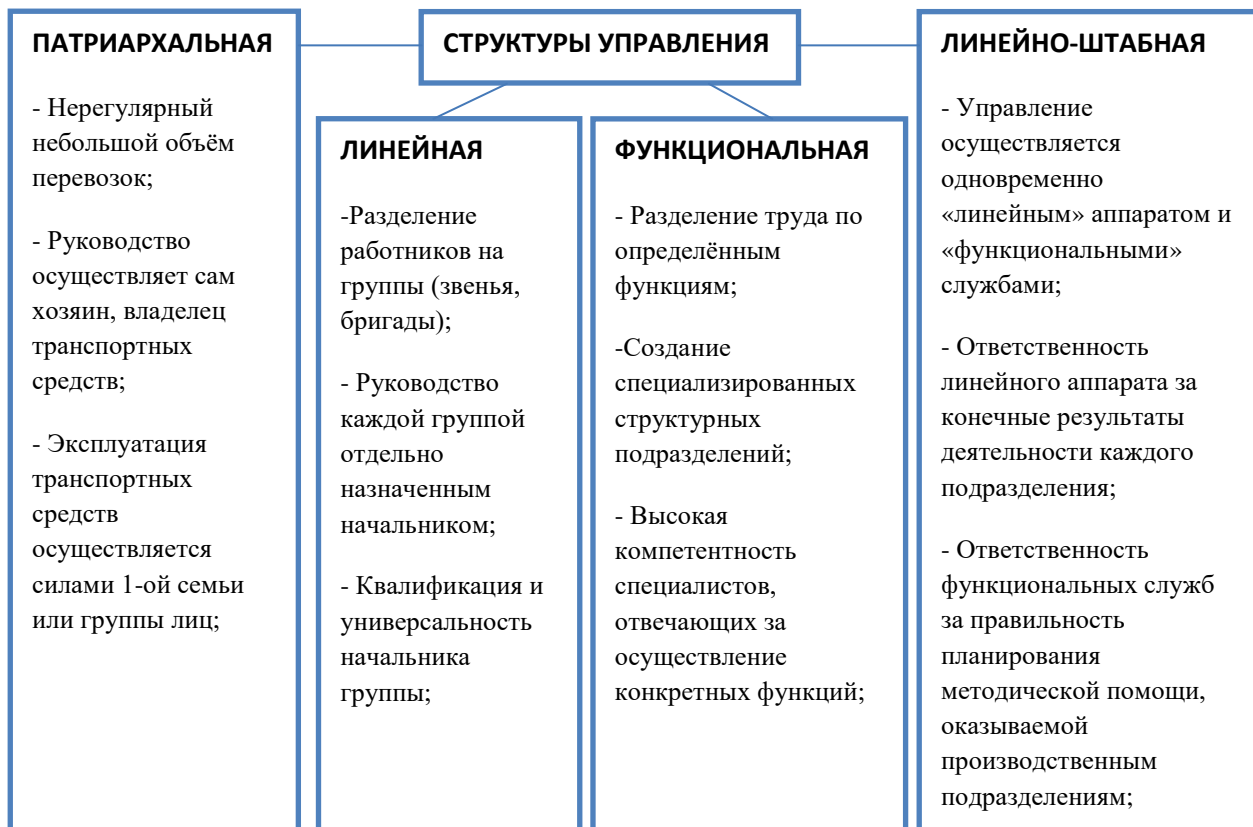 СТРУКТУРЫ УПРАВЛЕНИЯ
ПАТРИАРХАЛЬНАЯ
- Нерегулярный
небольшой объём
перевозок;
- Руководство
осуществляет сам
хозяин, владелец
транспортных
средств;
- Эксплуатация
транспортных
средств
осуществляется
силами 1-ой семьи
или группы лиц;
ЛИНЕЙНАЯ
-Разделение
работников на
группы (звенья,
бригады);
- Руководство
каждой группой
отдельно
назначенным
начальником;
- Квалификация и
универсальность
начальника
группы;
ФУНКЦИОНАЛЬНАЯ
- Разделение труда по
определённым
функциям;
-Создание
специализированных
структурных
подразделений;
- Высокая
компетентность
специалистов,
отвечающих за
осуществление
конкретных функций;
ЛИНЕЙНО-ШТАБНАЯ
- Управление
осуществляется
одновременно
«линейным» аппаратом и
«функциональными»
службами;
- Ответственность
линейного аппарата за
конечные результаты
деятельности каждого
подразделения;
- Ответственность
функциональных служб
за правильность
планирования
методической помощи,
оказываемой
производственным
подразделениям;